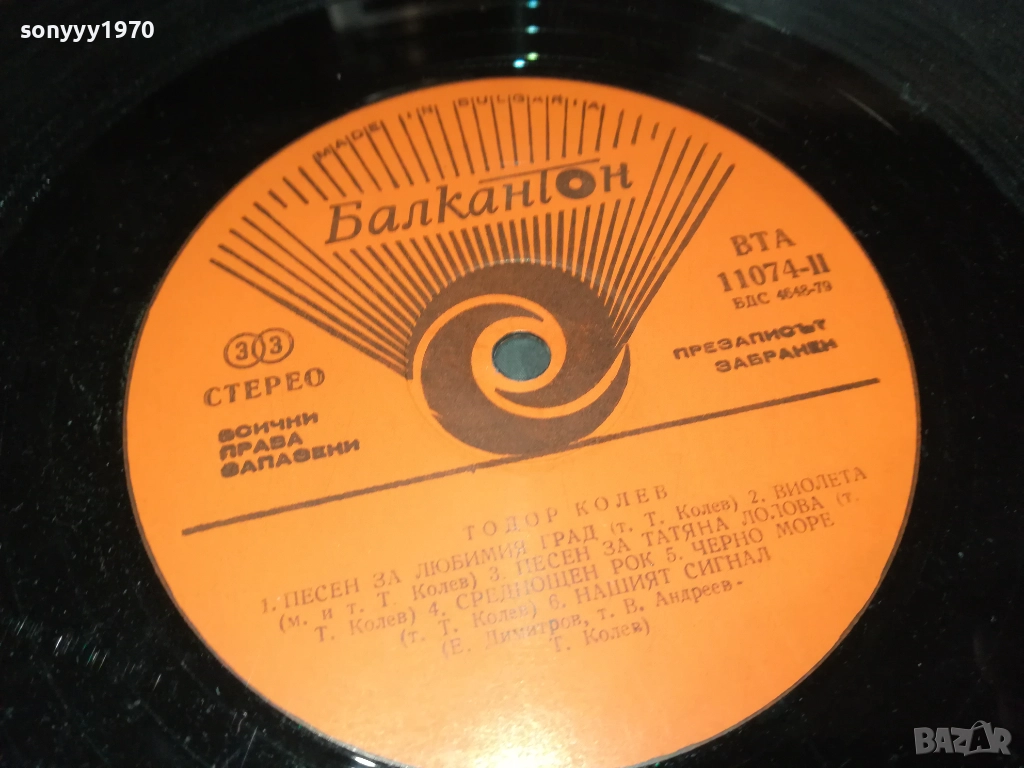 sonyyy1970
MADE IN BULGARIA
Балкантон
ВТА
11074-II
БДС 4648-79
33
СТЕРЕО
ПРЕЗАПИСЪТ
ЗАБРАНЕН
ВСИЧКИ
ПРАВА
ЗАПАЗЕНИ
ТОДОР КОЛЕВ
1. ПЕСЕН ЗА ЛЮБИМИЯ ГРАД (т. Т. Колев) 2. ВИОЛЕТА
(м. и т. Т. Колев) 3. ПЕСЕН ЗА ТАТЯНА ЛОЛОВА (т.
Т. Колев) 4. СРЕДНОЩЕН РОК 5. ЧЕРНО МОРЕ
(т. Т. Колев) 6. НАШИЯТ СИГНАЛ
(Е. Димитров, т. В. Андреев-
Т. Колев)
BAZAR